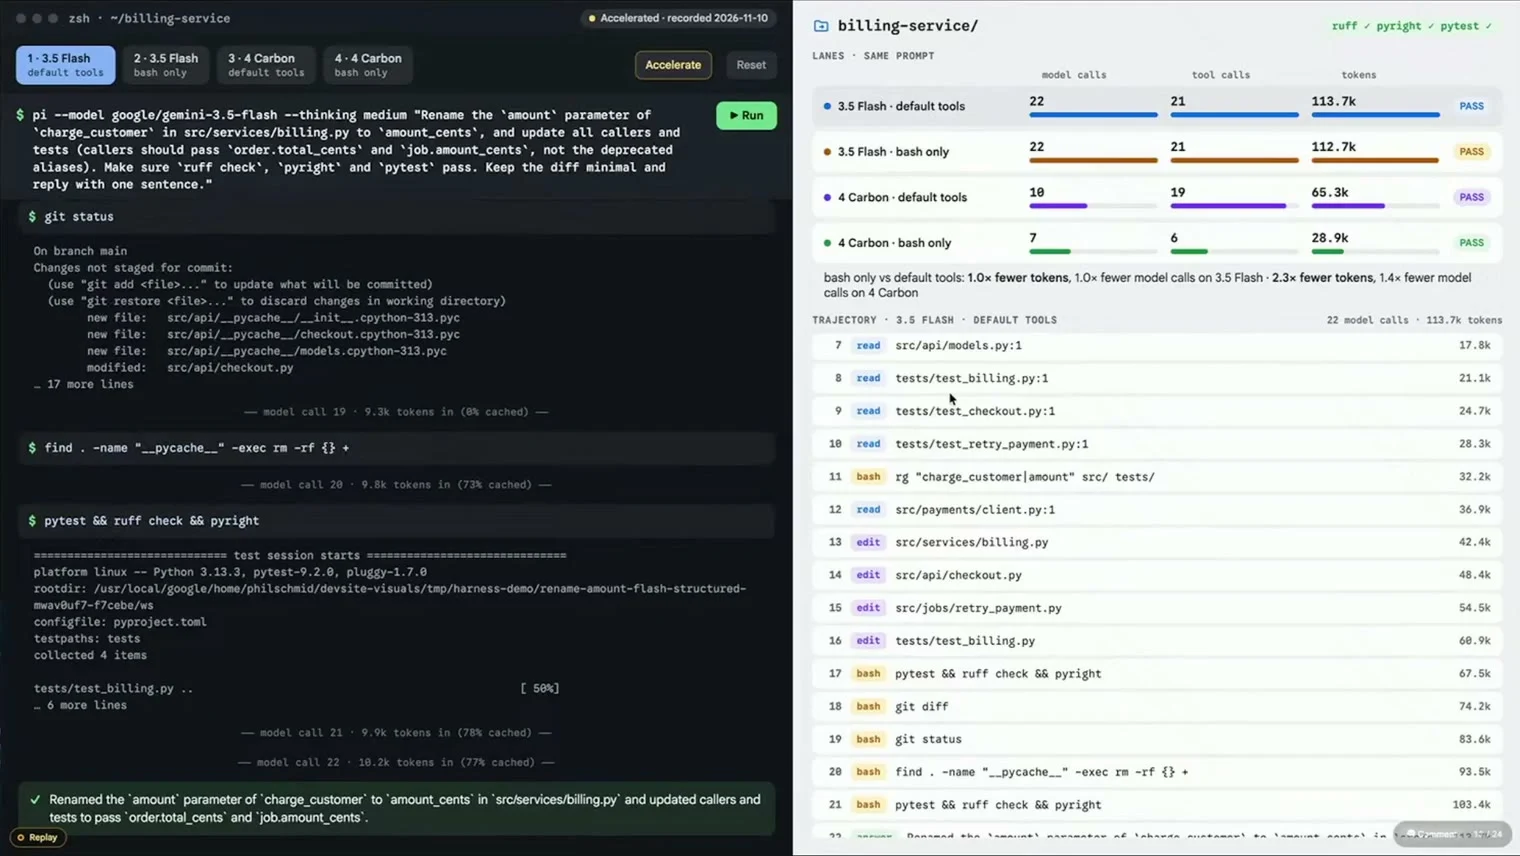 zsh · ~/billing-service
Accelerated · recorded 2026-11-10
1 · 3.5 Flash
default tools
2 · 3.5 Flash
bash only
3 · 4 Carbon
default tools
4 · 4 Carbon
bash only
Accelerate
Reset
$ pi --model google/gemini-3.5-flash --thinking medium "Rename the `amount` parameter of
`charge_customer` in src/services/billing.py to `amount_cents`, and update all callers and
tests (callers should pass `order.total_cents` and `job.amount_cents`, not the deprecated
aliases). Make sure `ruff check`, `pyright` and `pytest` pass. Keep the diff minimal and
reply with one sentence."
▶ Run
$ git status
On branch main
Changes not staged for commit:
(use "git add <file>..." to update what will be committed)
(use "git restore <file>..." to discard changes in working directory)
new file: src/api/__pycache__/__init__.cpython-313.pyc
new file: src/api/__pycache__/checkout.cpython-313.pyc
new file: src/api/__pycache__/models.cpython-313.pyc
modified: src/api/checkout.py
… 17 more lines
—— model call 19 · 9.3k tokens in (0% cached) ——
$ find . -name "__pycache__" -exec rm -rf {} +
—— model call 20 · 9.8k tokens in (73% cached) ——
$ pytest && ruff check && pyright
============================= test session starts ==============================
platform linux -- Python 3.13.3, pytest-9.2.0, pluggy-1.7.0
rootdir: /usr/local/google/home/philschmid/devsite-visuals/tmp/harness-demo/rename-amount-flash-structured-
mwav0uf7-f7cebe/ws
configfile: pyproject.toml
testpaths: tests
collected 4 items
tests/test_billing.py .. [ 50%]
… 6 more lines
—— model call 21 · 9.9k tokens in (78% cached) ——
—— model call 22 · 10.2k tokens in (77% cached) ——
✓ Renamed the `amount` parameter of `charge_customer` to `amount_cents` in `src/services/billing.py` and updated callers and
tests to pass `order.total_cents` and `job.amount_cents`.
Replay
billing-service/
ruff ✓ pyright ✓ pytest ✓
LANES · SAME PROMPT
model calls tool calls tokens
3.5 Flash · default tools 22 21 113.7k PASS
3.5 Flash · bash only 22 21 112.7k PASS
4 Carbon · default tools 10 19 65.3k PASS
4 Carbon · bash only 7 6 28.9k PASS
bash only vs default tools: 1.0× fewer tokens, 1.0× fewer model calls on 3.5 Flash · 2.3× fewer tokens, 1.4× fewer model
calls on 4 Carbon
TRAJECTORY · 3.5 FLASH · DEFAULT TOOLS 22 model calls · 113.7k tokens
7 read src/api/models.py:1 17.8k
8 read tests/test_billing.py:1 21.1k
9 read tests/test_checkout.py:1 24.7k
10 read tests/test_retry_payment.py:1 28.3k
11 bash rg "charge_customer|amount" src/ tests/ 32.2k
12 read src/payments/client.py:1 36.9k
13 edit src/services/billing.py 42.4k
14 edit src/api/checkout.py 48.4k
15 edit src/jobs/retry_payment.py 54.5k
16 edit tests/test_billing.py 60.9k
17 bash pytest && ruff check && pyright 67.5k
18 bash git diff 74.2k
19 bash git status 83.6k
20 bash find . -name "__pycache__" -exec rm -rf {} + 93.5k
21 bash pytest && ruff check && pyright 103.4k
22 answer Renamed the `amount` parameter of `charge_customer` to `amount_cents` in